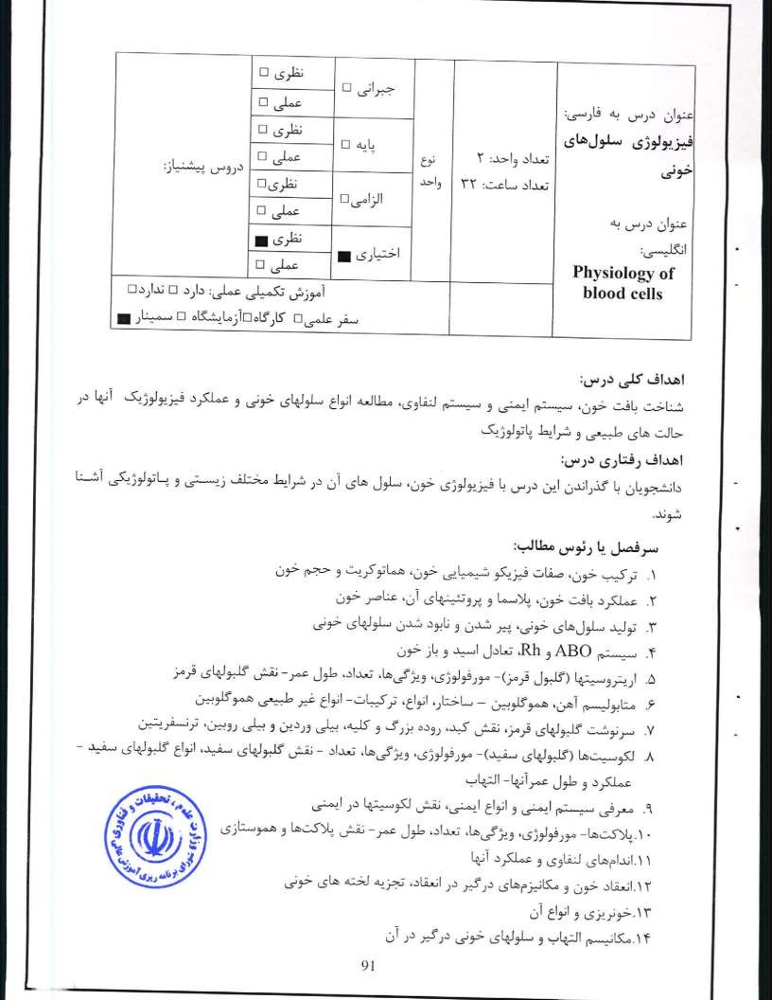 عنوان درس به فارسی:
فیزیولوژی سلول‌های
خونی
عنوان درس به
انگلیسی:
Physiology of
blood cells
تعداد واحد: ۲
تعداد ساعت: ۳۲
نوع
واحد
جبرانی □
نظری □
عملی □
پایه □
نظری □
عملی □
الزامی□
نظری□
عملی □
اختیاری ■
نظری ■
عملی □
دروس پیشنیاز:
آموزش تکمیلی عملی: دارد □ ندارد□
سفر علمی□ کارگاه□آزمایشگاه □ سمینار ■
اهداف کلی درس:
شناخت بافت خون، سیستم ایمنی و سیستم لنفاوی، مطالعه انواع سلولهای خونی و عملکرد فیزیولوژیک آنها در
حالت های طبیعی و شرایط پاتولوژیک
اهداف رفتاری درس:
دانشجویان با گذراندن این درس با فیزیولوژی خون، سلول های آن در شرایط مختلف زیستی و پاتولوژیکی آشنا
شوند.
سرفصل یا رئوس مطالب:
۱. ترکیب خون، صفات فیزیکو شیمیایی خون، هماتوکریت و حجم خون
۲. عملکرد بافت خون، پلاسما و پروتئینهای آن، عناصر خون
۳. تولید سلول‌های خونی، پیر شدن و نابود شدن سلولهای خونی
۴. سیستم ABO و Rh، تعادل اسید و باز خون
۵. اریتروسیتها (گلبول قرمز)- مورفولوژی، ویژگی‌ها، تعداد، طول عمر- نقش گلبولهای قرمز
۶. متابولیسم آهن، هموگلوبین – ساختار، انواع، ترکیبات- انواع غیر طبیعی هموگلوبین
۷. سرنوشت گلبولهای قرمز، نقش کبد، روده بزرگ و کلیه، بیلی وردین و بیلی روبین، ترنسفریتین
۸. لکوسیت‌ها (گلبولهای سفید)- مورفولوژی، ویژگی‌ها، تعداد - نقش گلبولهای سفید، انواع گلبولهای سفید -
عملکرد و طول عمرآنها- التهاب
۹. معرفی سیستم ایمنی و انواع ایمنی، نقش لکوسیتها در ایمنی
۱۰.پلاکت‌ها- مورفولوژی، ویژگی‌ها، تعداد، طول عمر- نقش پلاکت‌ها و هموستازی
۱۱.اندام‌های لنفاوی و عملکرد آنها
۱۲.انعقاد خون و مکانیزم‌های درگیر در انعقاد، تجزیه لخته های خونی
۱۳.خونریزی و انواع آن
۱۴.مکانیسم التهاب و سلولهای خونی درگیر در آن
وزارت علوم، تحقیقات و فناوری
شورای برنامه ریزی آموزش عالی
91